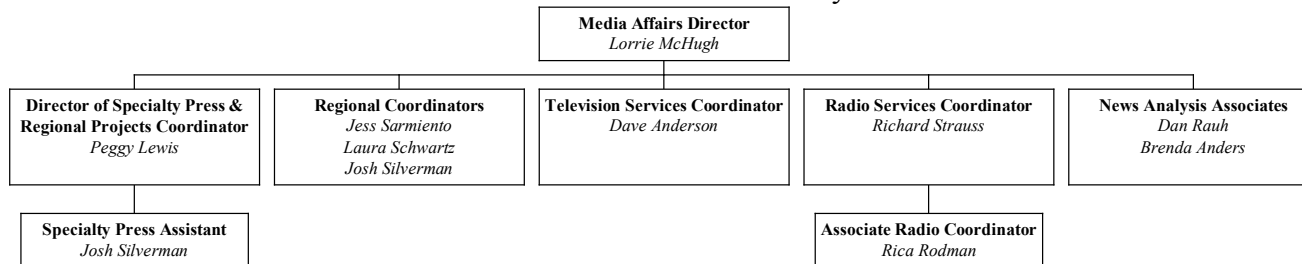 Media Affairs Director
Lorrie McHugh
Director of Specialty Press &
Regional Projects Coordinator
Peggy Lewis
Regional Coordinators
Jess Sarmiento
Laura Schwartz
Josh Silverman
Television Services Coordinator
Dave Anderson
Radio Services Coordinator
Richard Strauss
News Analysis Associates
Dan Rauh
Brenda Anders
Specialty Press Assistant
Josh Silverman
Associate Radio Coordinator
Rica Rodman